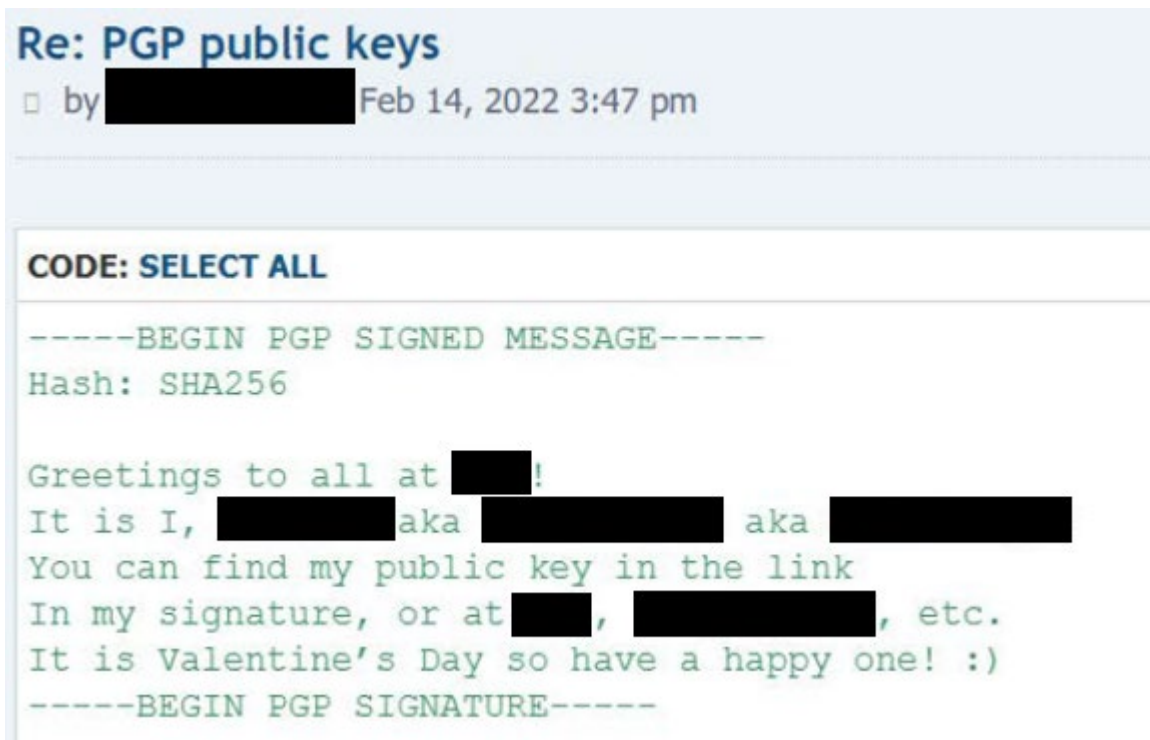 Re: PGP public keys
by Feb 14, 2022 3:47 pm
CODE: SELECT ALL
-----BEGIN PGP SIGNED MESSAGE-----
Hash: SHA256
Greetings to all at !
It is I, aka aka
You can find my public key in the link
In my signature, or at , , etc.
It is Valentine’s Day so have a happy one! :)
-----BEGIN PGP SIGNATURE-----